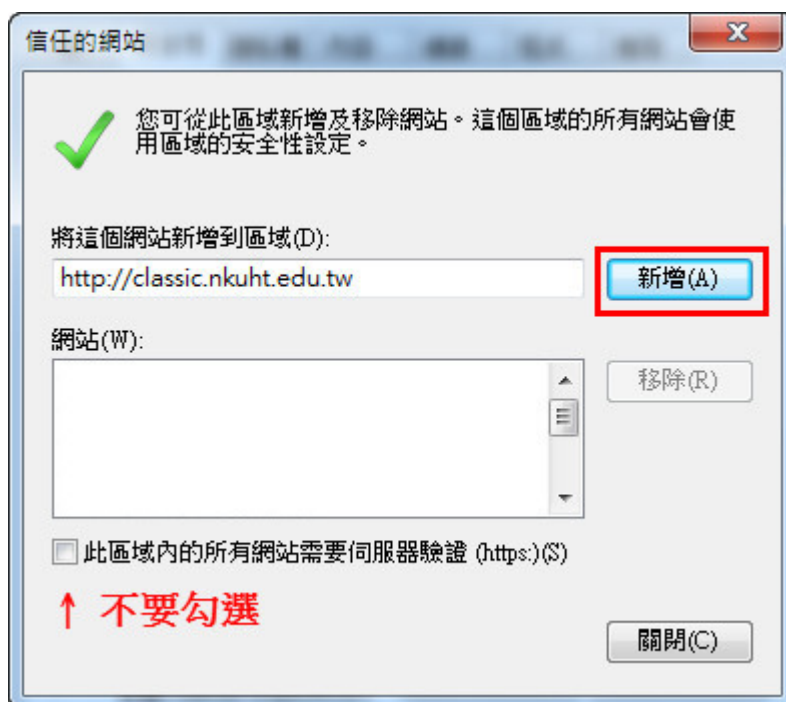 信任的網站
您可從此區域新增及移除網站。這個區域的所有網站會使
用區域的安全性設定。
將這個網站新增到區域(D):
http://classic.nkuht.edu.tw
新增(A)
網站(W):
移除(R)
此區域內的所有網站需要伺服器驗證 (https:)(S)
↑ 不要勾選
關閉(C)